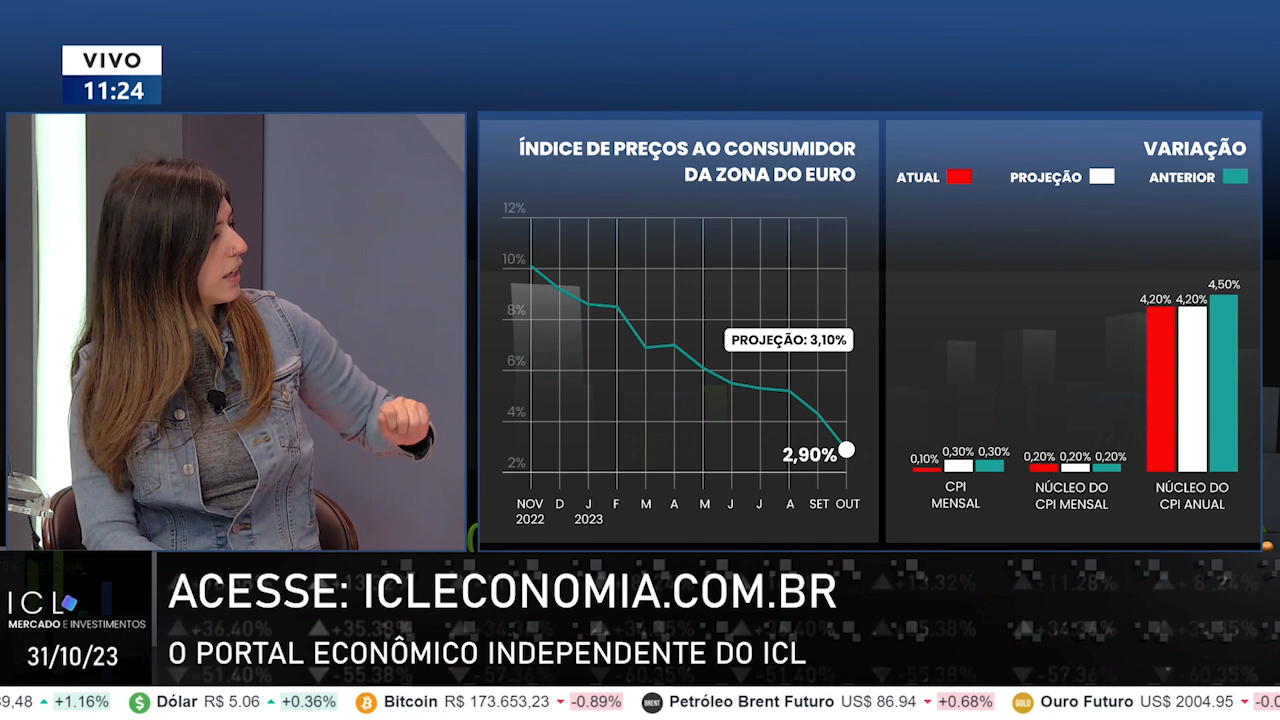 VIVO
11:24
ÍNDICE DE PREÇOS AO CONSUMIDOR
DA ZONA DO EURO
12%
10%
8%
6%
4%
2%
PROJEÇÃO: 3,10%
2,90%
NOV D J F M A M J J A SET OUT
2022 2023
VARIAÇÃO
ATUAL PROJEÇÃO ANTERIOR
0,10% 0,30% 0,30%
0,20% 0,20% 0,20%
4,20% 4,20% 4,50%
CPI
MENSAL
NÚCLEO DO
CPI MENSAL
NÚCLEO DO
CPI ANUAL
ICL
MERCADO E INVESTIMENTOS
31/10/23
ACESSE: ICLECONOMIA.COM.BR
O PORTAL ECONÔMICO INDEPENDENTE DO ICL
9,48 +1.16% Dólar R$ 5.06 +0.36% Bitcoin R$ 173.653,23 -0.89% BRENT Petróleo Brent Futuro US$ 86.94 +0.68% GOLD Ouro Futuro US$ 2004.95